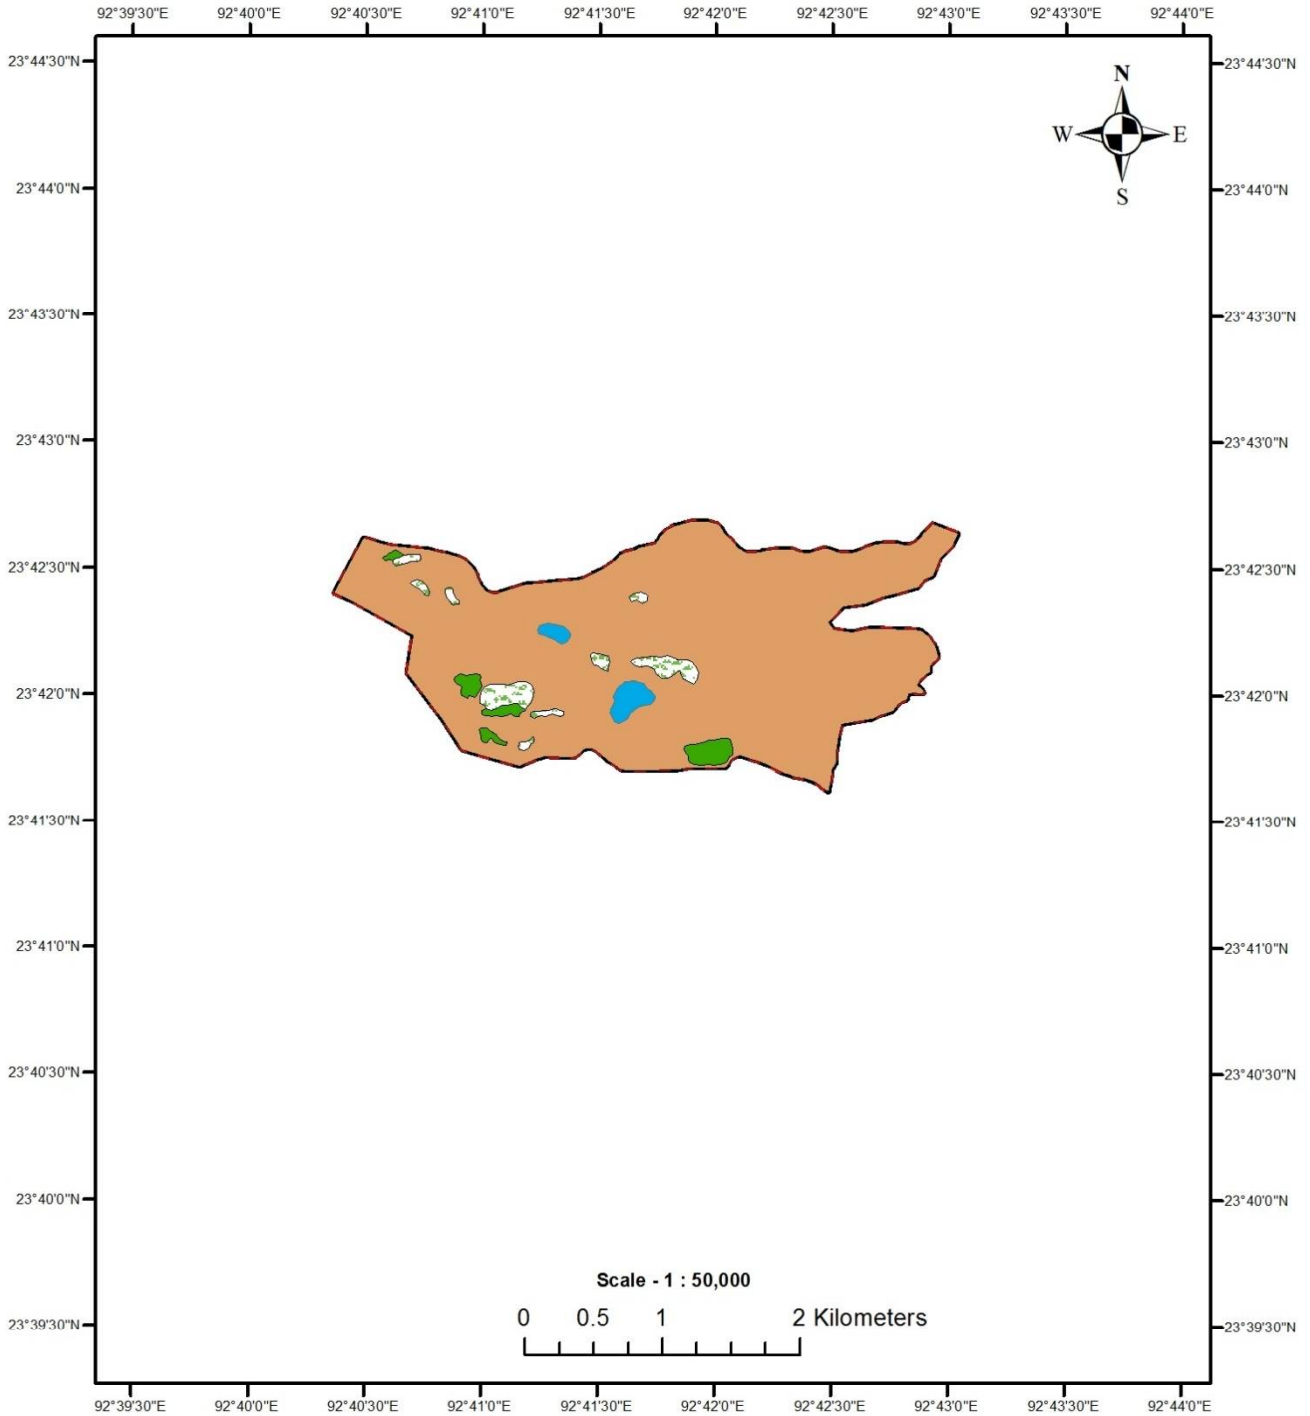 92°39'30"E 92°40'0"E 92°40'30"E 92°41'0"E 92°41'30"E 92°42'0"E 92°42'30"E 92°43'0"E 92°43'30"E 92°44'0"E
23°44'30"N 23°44'30"N
N
W E
S
23°44'0"N 23°44'0"N
23°43'30"N 23°43'30"N
23°43'0"N 23°43'0"N
23°42'30"N 23°42'30"N
23°42'0"N 23°42'0"N
23°41'30"N 23°41'30"N
23°41'0"N 23°41'0"N
23°40'30"N 23°40'30"N
23°40'0"N 23°40'0"N
Scale - 1 : 50,000
0 0.5 1 2 Kilometers
23°39'30"N 23°39'30"N
92°39'30"E 92°40'0"E 92°40'30"E 92°41'0"E 92°41'30"E 92°42'0"E 92°42'30"E 92°43'0"E 92°43'30"E 92°44'0"E